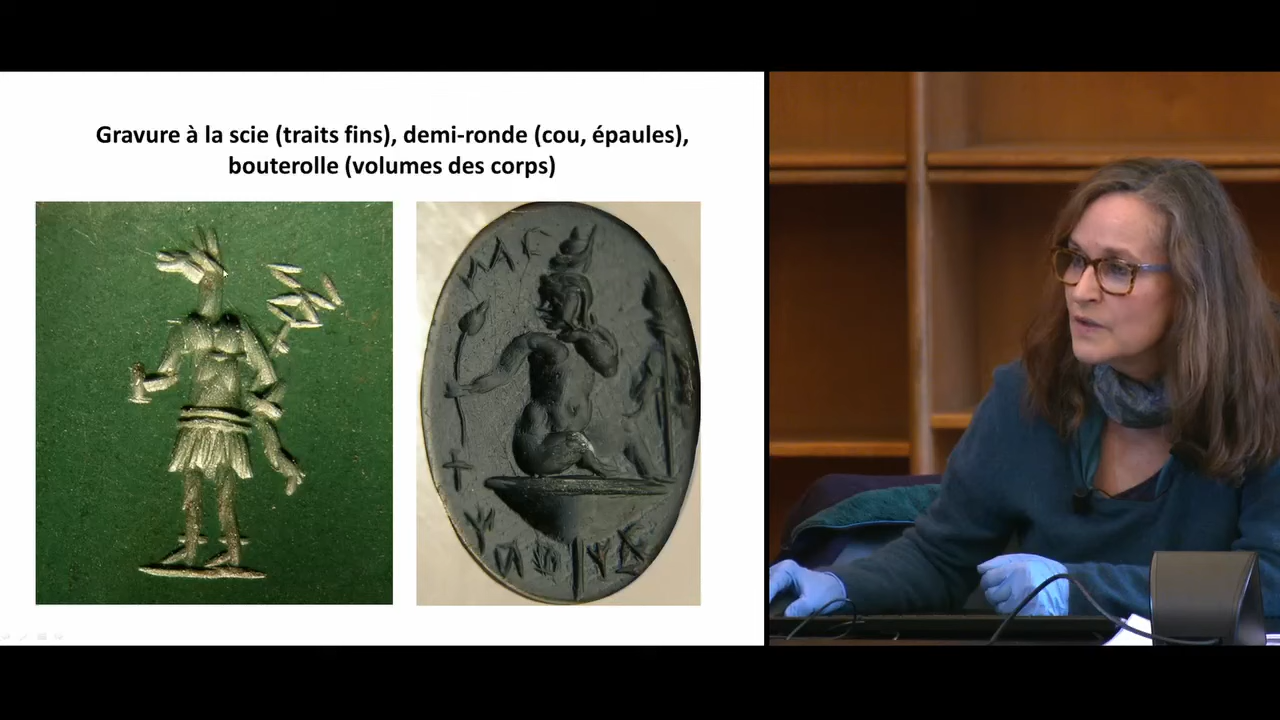 Gravure à la scie (traits fins), demi-ronde (cou, épaules),
bouterolle (volumes des corps)